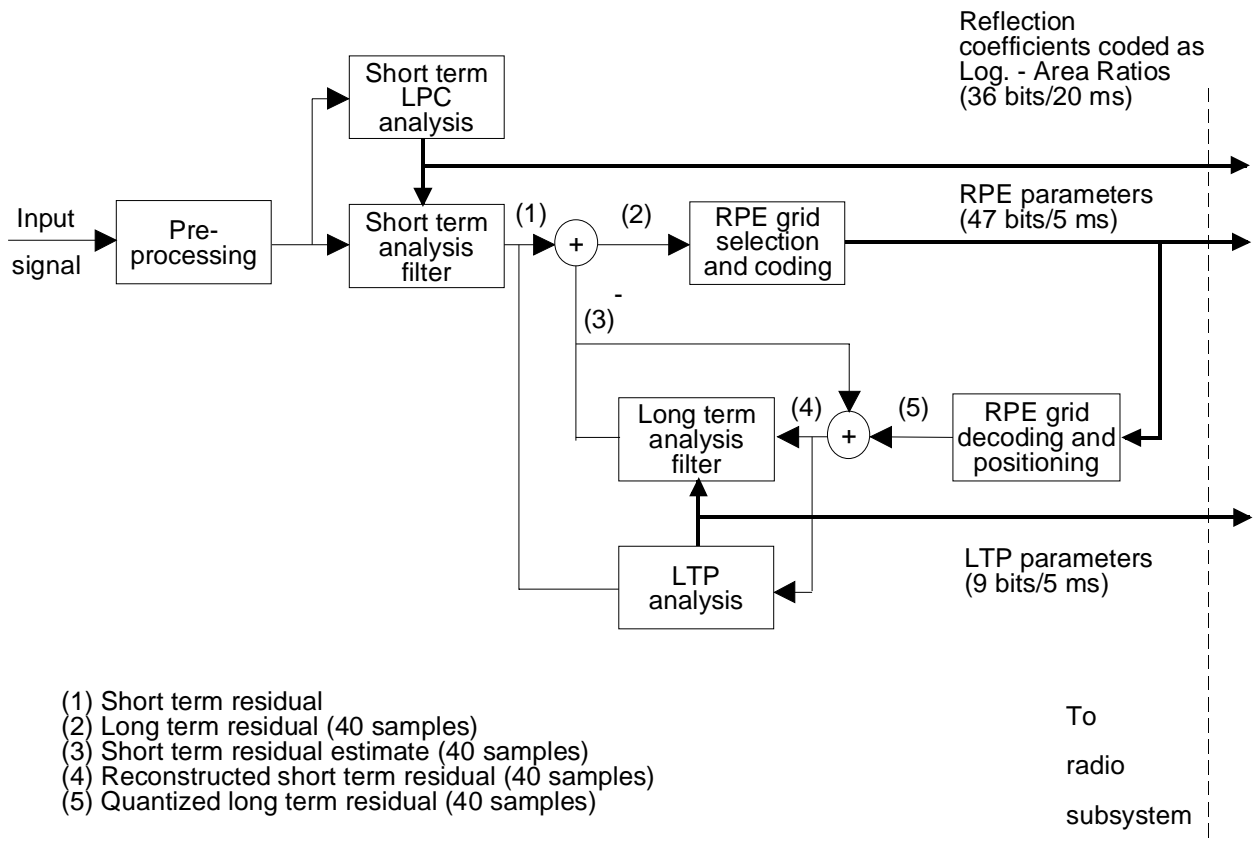 Reflection
coefficients coded as
Log. - Area Ratios
(36 bits/20 ms)
Short term
LPC
analysis
Input
signal
Pre-
processing
Short term
analysis
filter
(1)
+
(2)
RPE grid
selection
and coding
RPE parameters
(47 bits/5 ms)
-
(3)
Long term
analysis
filter
(4)
+
(5)
RPE grid
decoding and
positioning
LTP
analysis
LTP parameters
(9 bits/5 ms)
(1) Short term residual
(2) Long term residual (40 samples)
(3) Short term residual estimate (40 samples)
(4) Reconstructed short term residual (40 samples)
(5) Quantized long term residual (40 samples)
To
radio
subsystem